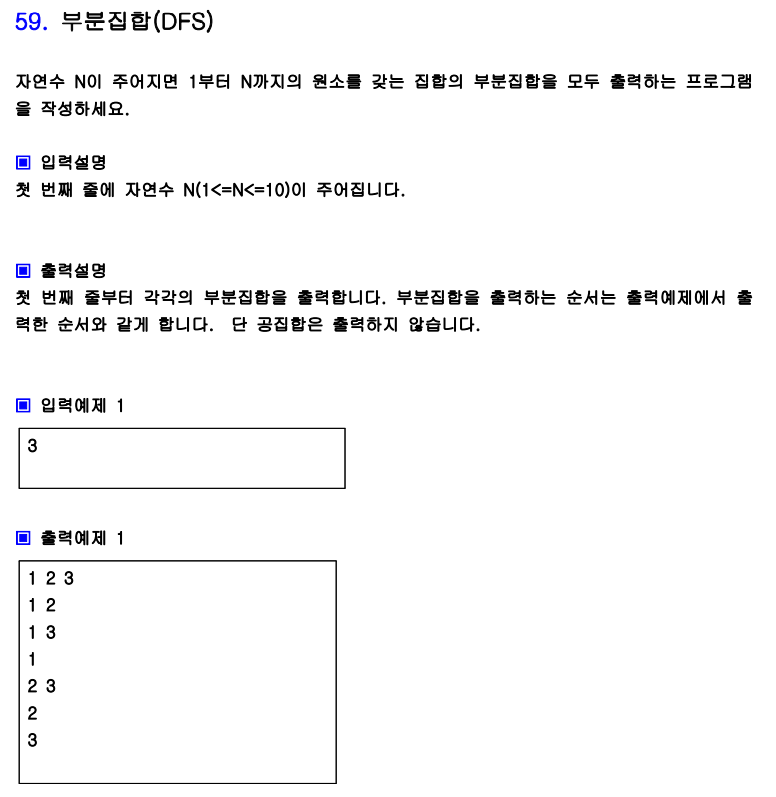 59. 부분집합(DFS)
자연수 N이 주어지면 1부터 N까지의 원소를 갖는 집합의 부분집합을 모두 출력하는 프로그램
을 작성하세요.
▣ 입력설명
첫 번째 줄에 자연수 N(1<=N<=10)이 주어집니다.
▣ 출력설명
첫 번째 줄부터 각각의 부분집합을 출력합니다. 부분집합을 출력하는 순서는 출력예제에서 출
력한 순서와 같게 합니다. 단 공집합은 출력하지 않습니다.
▣ 입력예제 1
3
▣ 출력예제 1
1 2 3
1 2
1 3
1
2 3
2
3